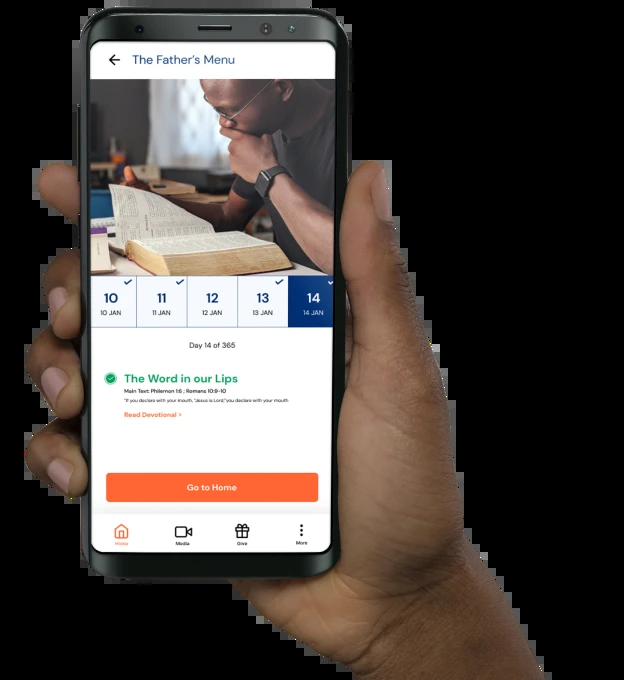 The Father's Menu
10 11 12 13 14
10 JAN 11 JAN 12 JAN 13 JAN 14 JAN
Day 14 of 365
The Word in our Lips
Main Text: Philemon 1:6 ; Romans 10:9-10
"If you declare with your mouth, "Jesus is Lord," you declare with your mouth
Read Devotional >
Go to Home
Home Media Give More